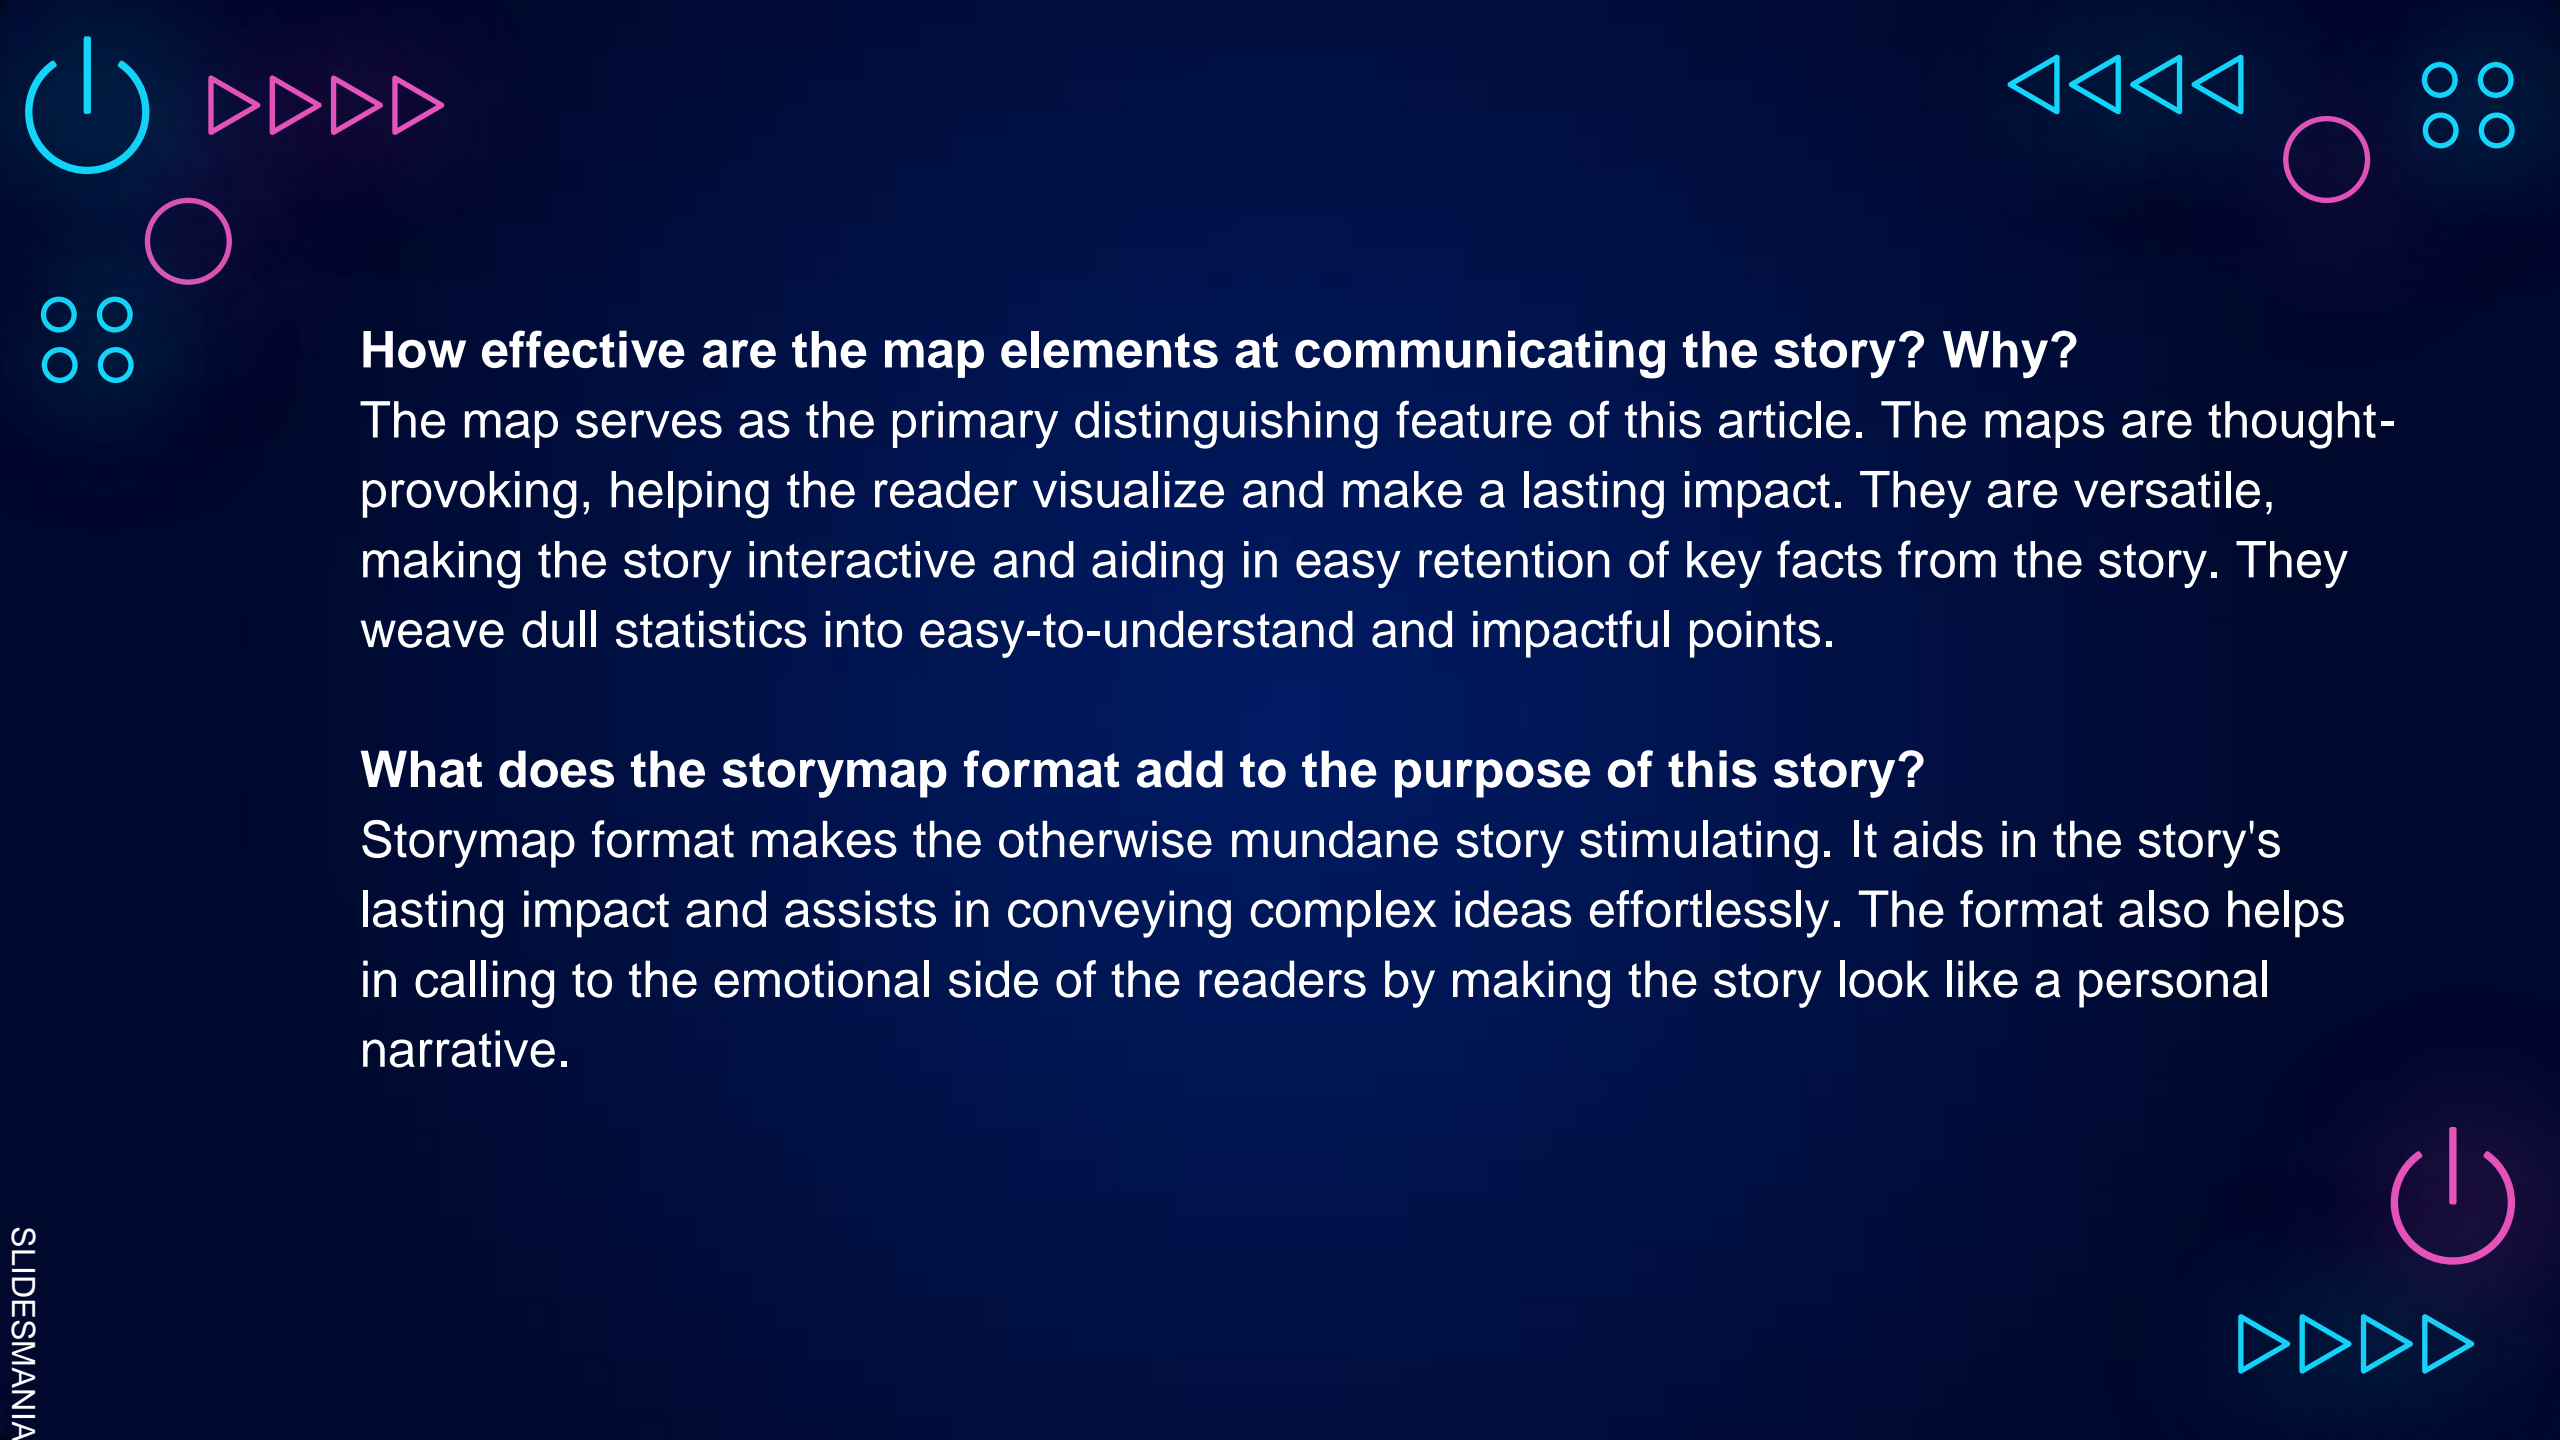 How effective are the map elements at communicating the story? Why?
The map serves as the primary distinguishing feature of this article. The maps are thought-
provoking, helping the reader visualize and make a lasting impact. They are versatile,
making the story interactive and aiding in easy retention of key facts from the story. They
weave dull statistics into easy-to-understand and impactful points.
What does the storymap format add to the purpose of this story?
Storymap format makes the otherwise mundane story stimulating. It aids in the story's
lasting impact and assists in conveying complex ideas effortlessly. The format also helps
in calling to the emotional side of the readers by making the story look like a personal
narrative.
SLIDESMANIA